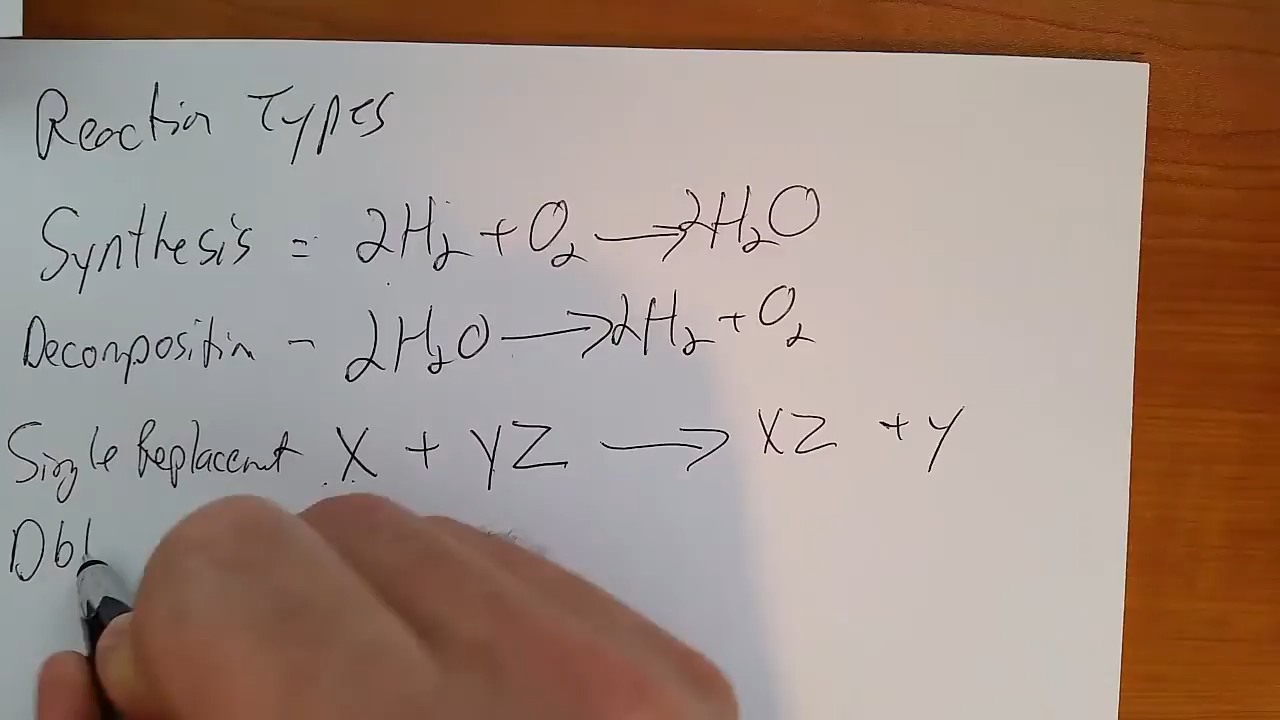 Reaction Types
Synthesis = 2H₂ + O₂ → 2H₂O
Decomposition - 2H₂O → 2H₂ + O₂
Single Replacement X + YZ → XZ + Y
Dbl